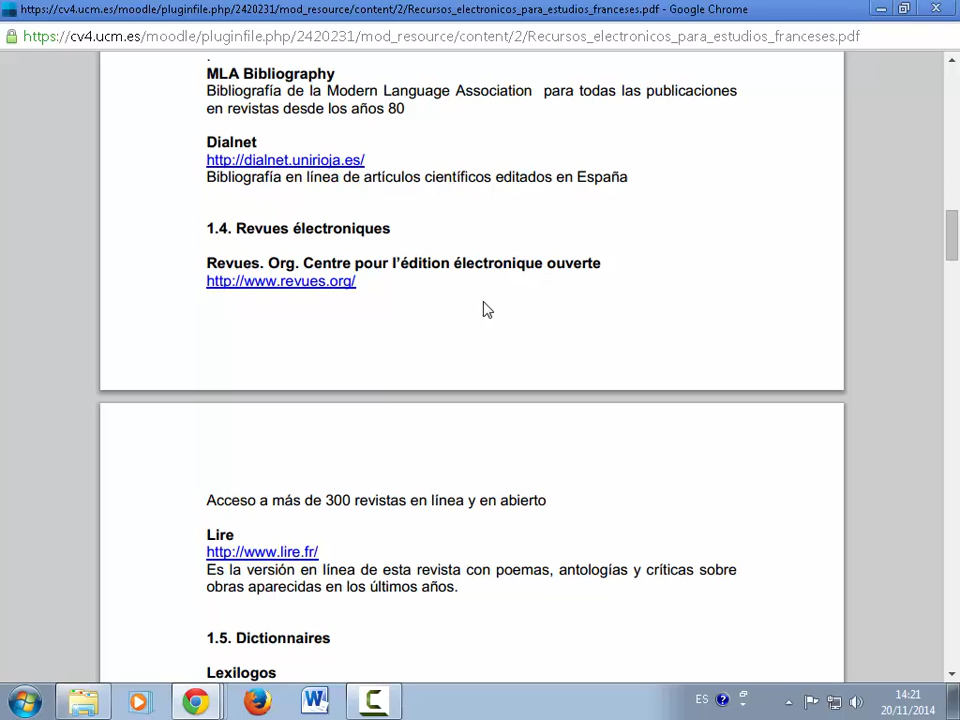 https://cv4.ucm.es/moodle/pluginfile.php/2420231/mod_resource/content/2/Recursos_electronicos_para_estudios_franceses.pdf - Google Chrome
https://cv4.ucm.es/moodle/pluginfile.php/2420231/mod_resource/content/2/Recursos_electronicos_para_estudios_franceses.pdf
.
MLA Bibliography
Bibliografía de la Modern Language Association para todas las publicaciones
en revistas desde los años 80
Dialnet
http://dialnet.unirioja.es/
Bibliografía en línea de artículos científicos editados en España
1.4. Revues électroniques
Revues. Org. Centre pour l’édition électronique ouverte
http://www.revues.org/
Acceso a más de 300 revistas en línea y en abierto
Lire
http://www.lire.fr/
Es la versión en línea de esta revista con poemas, antologías y críticas sobre
obras aparecidas en los últimos años.
1.5. Dictionnaires
Lexilogos
ES
14:21
20/11/2014